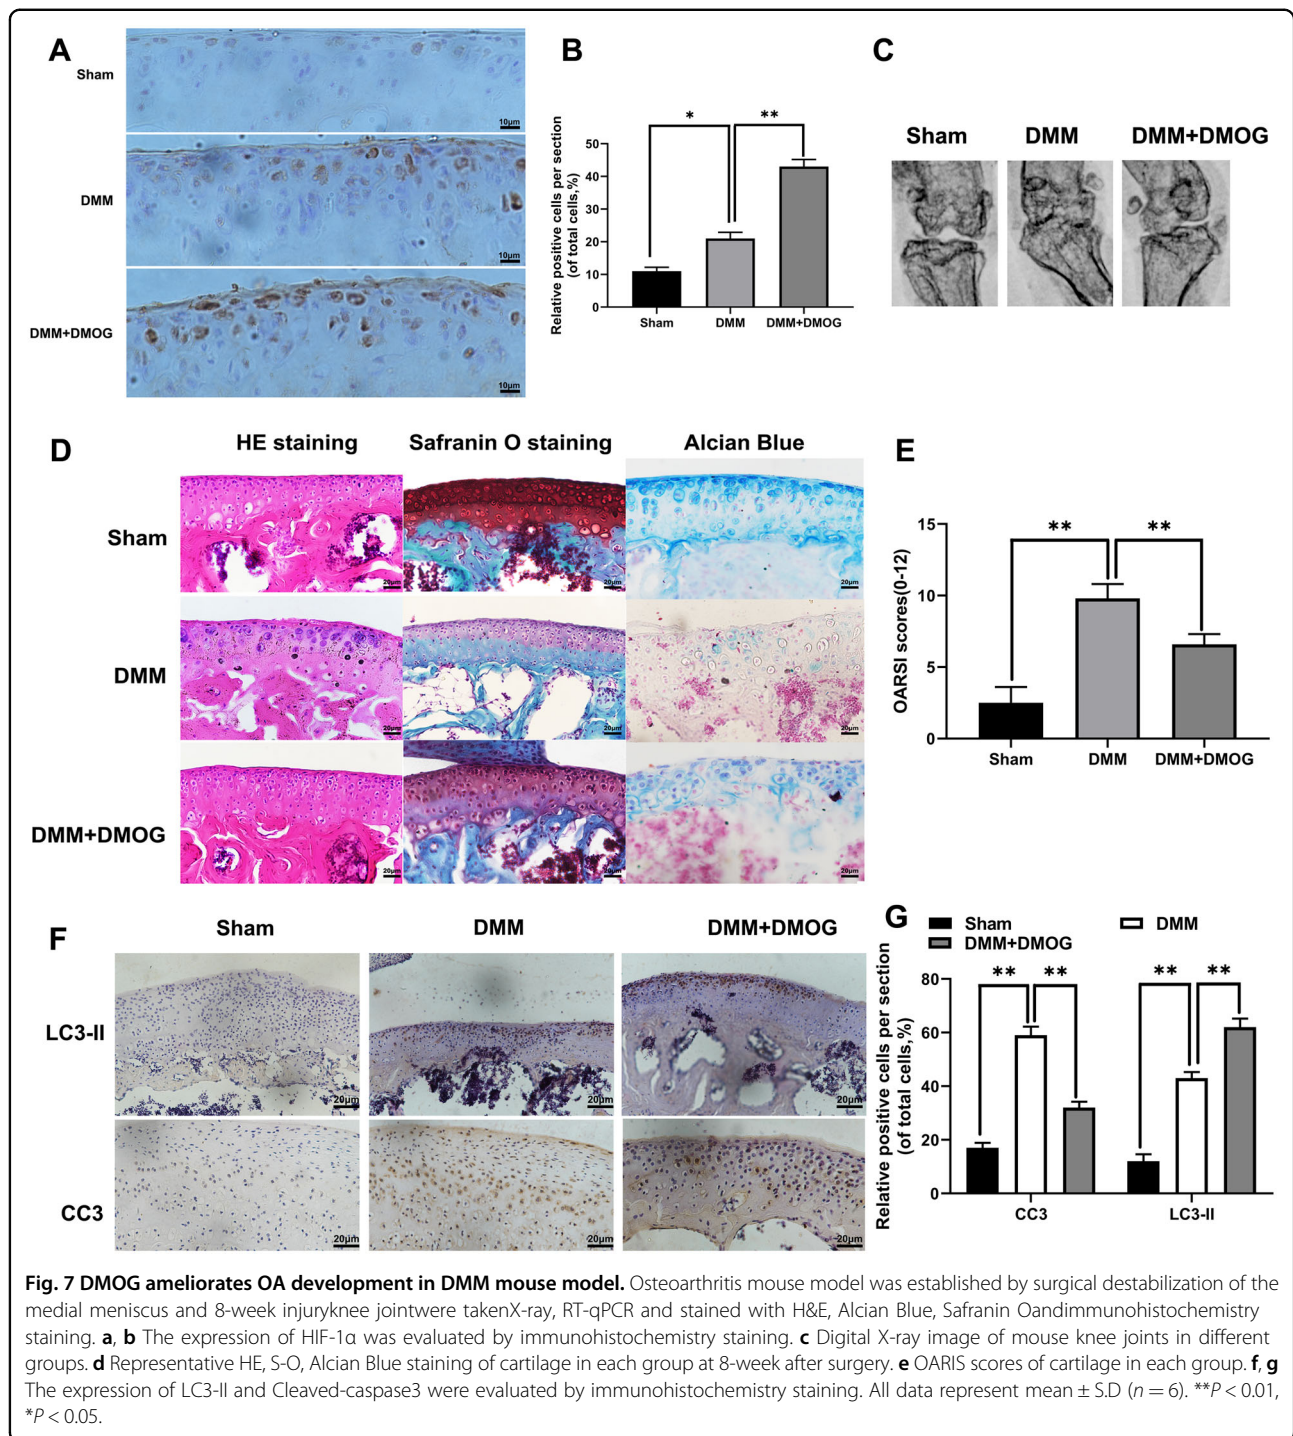 A
Sham
10μm
DMM
10μm
DMM+DMOG
10μm
B
Relative positive cells per section
(of total cells,%)
50
40
30
20
10
0
*
**
Sham
DMM
DMM+DMOG
C
Sham
DMM
DMM+DMOG
D
HE staining
Safranin O staining
Alcian Blue
Sham
20μm
20μm
20μm
DMM
20μm
20μm
20μm
DMM+DMOG
20μm
20μm
20μm
E
OARSI scores(0-12)
15
10
5
0
**
**
Sham
DMM
DMM+DMOG
F
Sham
DMM
DMM+DMOG
LC3-II
20μm
20μm
20μm
CC3
20μm
20μm
20μm
G
Sham
DMM
DMM+DMOG
Relative positive cells per section
(of total cells,%)
80
60
40
20
0
**
**
**
**
CC3
LC3-II
Fig. 7 DMOG ameliorates OA development in DMM mouse model. Osteoarthritis mouse model was established by surgical destabilization of the
medial meniscus and 8-week injuryknee jointwere takenX-ray, RT-qPCR and stained with H&E, Alcian Blue, Safranin Oandimmunohistochemistry
staining. a, b The expression of HIF-1α was evaluated by immunohistochemistry staining. c Digital X-ray image of mouse knee joints in different
groups. d Representative HE, S-O, Alcian Blue staining of cartilage in each group at 8-week after surgery. e OARIS scores of cartilage in each group. f, g
The expression of LC3-II and Cleaved-caspase3 were evaluated by immunohistochemistry staining. All data represent mean ± S.D (n = 6). **P < 0.01,
*P < 0.05.